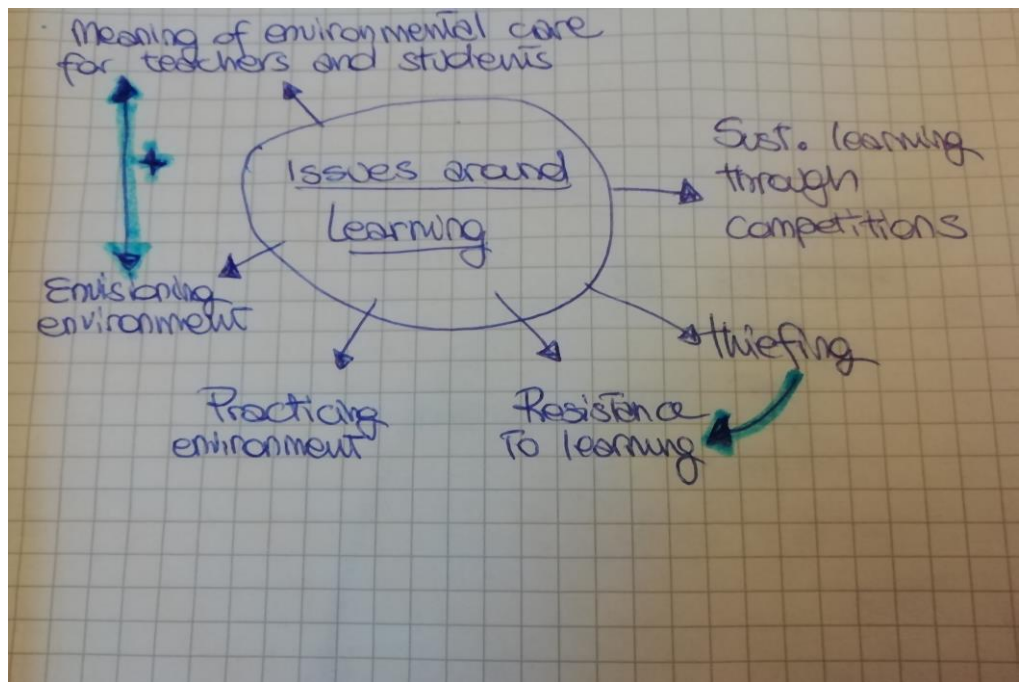 Meaning of environmental care
for teachers and students
+
Issues around
Learning
Sust. learning
through
competitions
Envisioning
environment
thiefing
Practicing
environment
Resistence
To learning